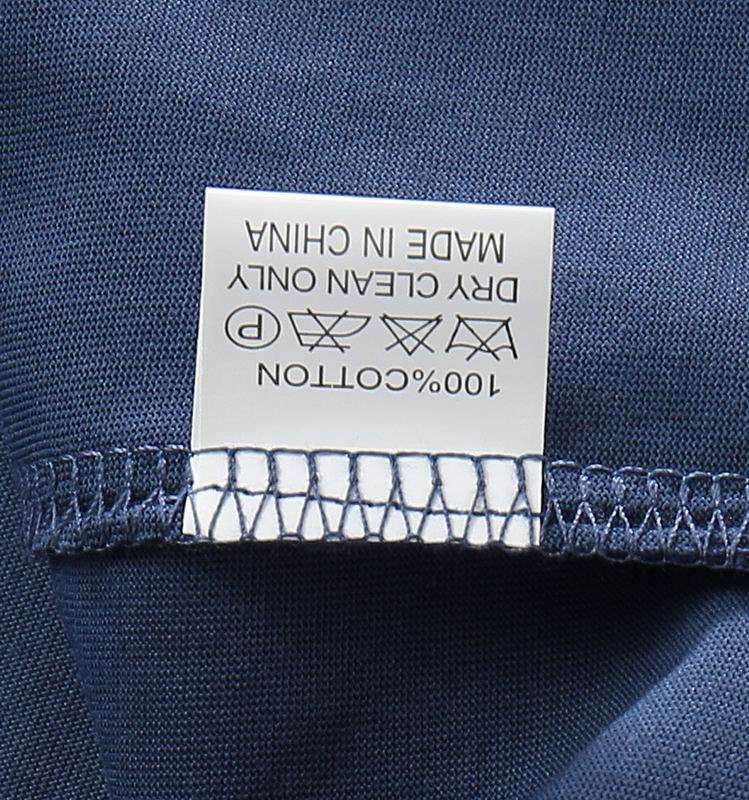 100%COTTON
P
DRY CLEAN ONLY
MADE IN CHINA